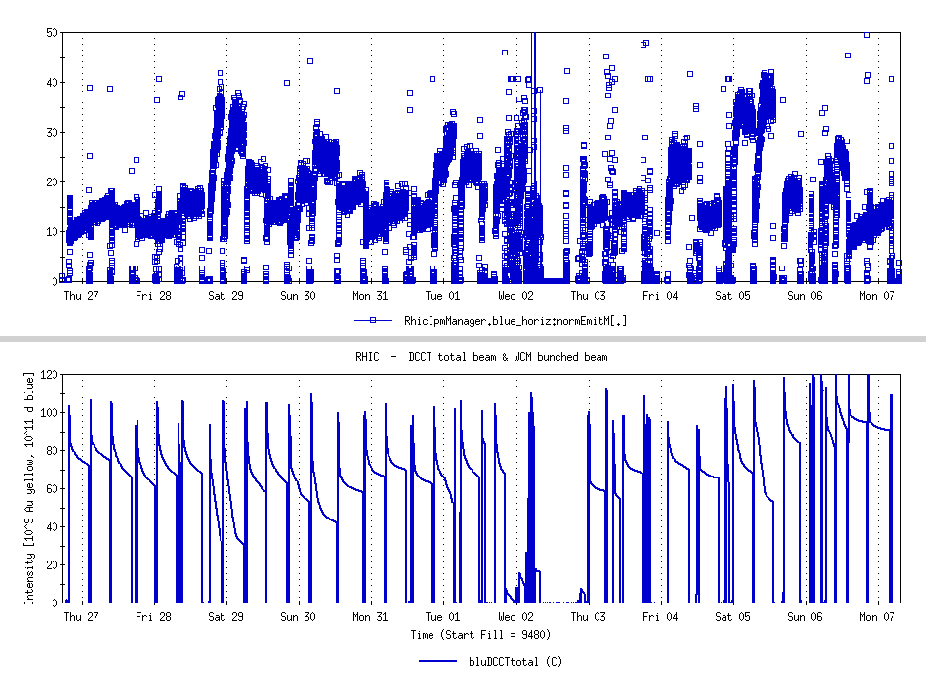 50
40
30
20
10
0
Thu 27 Fri 28 Sat 29 Sun 30 Mon 31 Tue 01 Wed 02 Thu 03 Fri 04 Sat 05 Sun 06 Mon 07
RHIC - DCCT total beam & WCM bunched beam
120
100
80
60
40
20
0
Intensity [10^9 Au yellow, 10^11 d blue]
Thu 27 Fri 28 Sat 29 Sun 30 Mon 31 Tue 01 Wed 02 Thu 03 Fri 04 Sat 05 Sun 06 Mon 07
Time (Start Fill = 9480)
bluDCCTtotal (C)